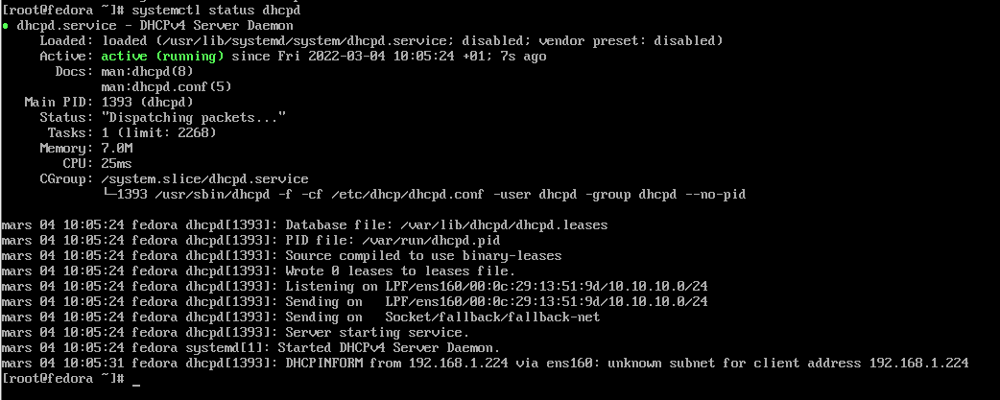 [root@fedora ~]# systemctl status dhcpd
● dhcpd.service - DHCPv4 Server Daemon
     Loaded: loaded (/usr/lib/systemd/system/dhcpd.service; disabled; vendor preset: disabled)
     Active: active (running) since Fri 2022-03-04 10:05:24 +01; 7s ago
       Docs: man:dhcpd(8)
             man:dhcpd.conf(5)
   Main PID: 1393 (dhcpd)
     Status: "Dispatching packets..."
      Tasks: 1 (limit: 2268)
     Memory: 7.0M
        CPU: 25ms
     CGroup: /system.slice/dhcpd.service
             └─1393 /usr/sbin/dhcpd -f -cf /etc/dhcp/dhcpd.conf -user dhcpd -group dhcpd --no-pid
mars 04 10:05:24 fedora dhcpd[1393]: Database file: /var/lib/dhcpd/dhcpd.leases
mars 04 10:05:24 fedora dhcpd[1393]: PID file: /var/run/dhcpd.pid
mars 04 10:05:24 fedora dhcpd[1393]: Source compiled to use binary-leases
mars 04 10:05:24 fedora dhcpd[1393]: Wrote 0 leases to leases file.
mars 04 10:05:24 fedora dhcpd[1393]: Listening on LPF/ens160/00:0c:29:13:51:9d/10.10.10.0/24
mars 04 10:05:24 fedora dhcpd[1393]: Sending on   LPF/ens160/00:0c:29:13:51:9d/10.10.10.0/24
mars 04 10:05:24 fedora dhcpd[1393]: Sending on   Socket/fallback/fallback-net
mars 04 10:05:24 fedora dhcpd[1393]: Server starting service.
mars 04 10:05:24 fedora systemd[1]: Started DHCPv4 Server Daemon.
mars 04 10:05:31 fedora dhcpd[1393]: DHCPINFORM from 192.168.1.224 via ens160: unknown subnet for client address 192.168.1.224
[root@fedora ~]# _